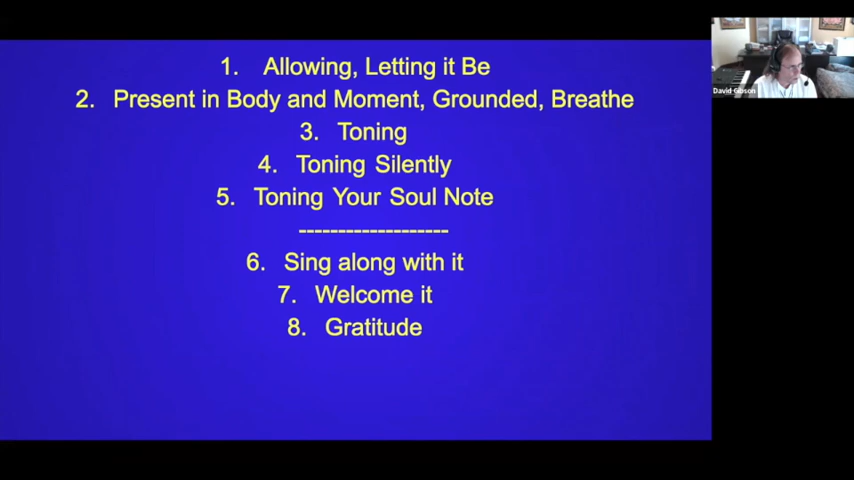 1. Allowing, Letting it Be
2. Present in Body and Moment, Grounded, Breathe
3. Toning
4. Toning Silently
5. Toning Your Soul Note
-------------------
6. Sing along with it
7. Welcome it
8. Gratitude
David Gibson